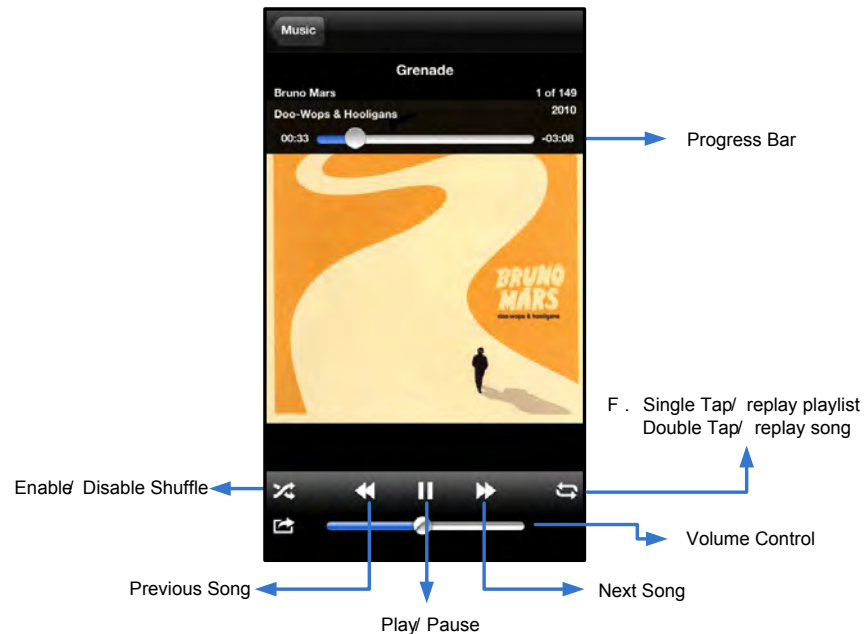 Music
Grenade
Bruno Mars
1 of 149
Doo-Wops & Hooligans
2010
00:33
-03:08
Progress Bar
BRUNO
MARS
doo-wops & hooligans
F . Single Tap/ replay playlist
Double Tap/ replay song
Enable/ Disable Shuffle
Volume Control
Previous Song
Next Song
Play/ Pause